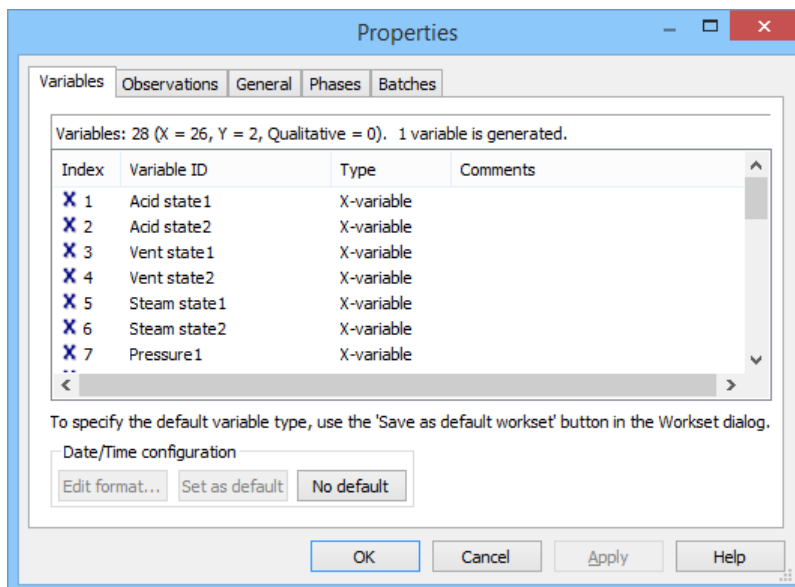 Properties
Variables Observations General Phases Batches
Variables: 28 (X = 26, Y = 2, Qualitative = 0). 1 variable is generated.
Index Variable ID Type Comments
X 1 Acid state1 X-variable
X 2 Acid state2 X-variable
X 3 Vent state1 X-variable
X 4 Vent state2 X-variable
X 5 Steam state1 X-variable
X 6 Steam state2 X-variable
X 7 Pressure1 X-variable
To specify the default variable type, use the 'Save as default workset' button in the Workset dialog.
Date/Time configuration
Edit format... Set as default No default
OK Cancel Apply Help